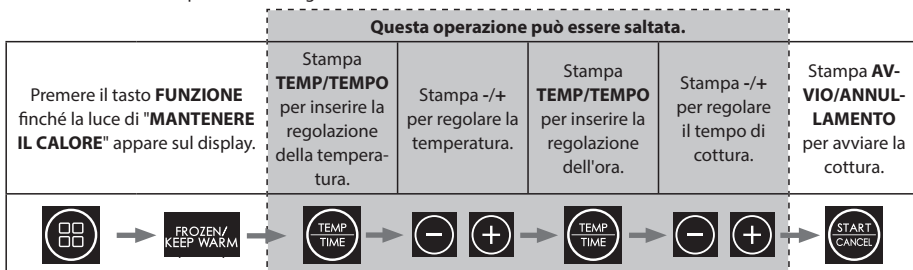 Questa operazione può essere saltata.
Premere il tasto FUNZIONE
finché la luce di "MANTENERE
IL CALORE" appare sul display.
Stampa
TEMP/TEMPO
per inserire la
regolazione
della tempera-
tura.
Stampa -/+
per regolare la
temperatura.
Stampa
TEMP/TEMPO
per inserire la
regolazione
dell'ora.
Stampa -/+
per regolare
il tempo di
cottura.
Stampa AV-
VIO/ANNUL-
LAMENTO
per avviare la
cottura.
FROZEN/
KEEP WARM
TEMP
TIME
- +
TEMP
TIME
- +
START
CANCEL